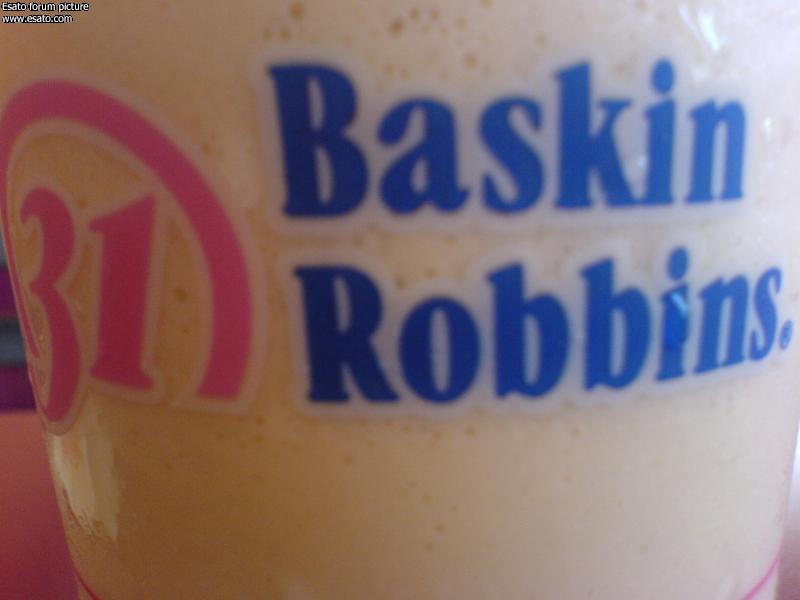 Esato forum picture
www.esato.com
31
Baskin
Robbins®